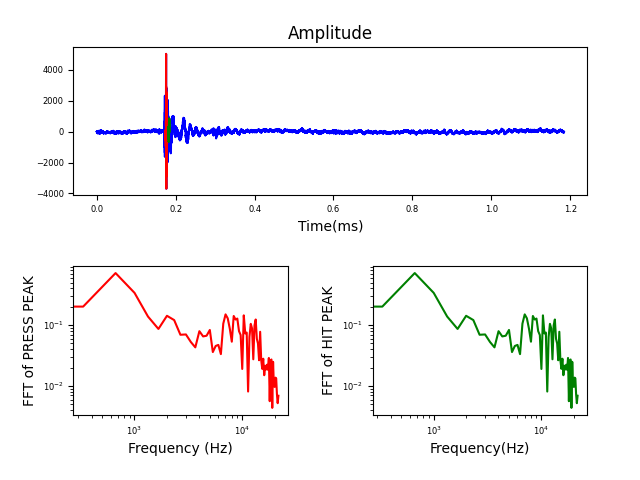 Amplitude
4000
2000
0
−2000
−4000
0.0 0.2 0.4 0.6 0.8 1.0 1.2
Time(ms)
FFT of PRESS PEAK
10⁻¹
10⁻²
10³ 10⁴
Frequency (Hz)
FFT of HIT PEAK
10⁻¹
10⁻²
10³ 10⁴
Frequency(Hz)